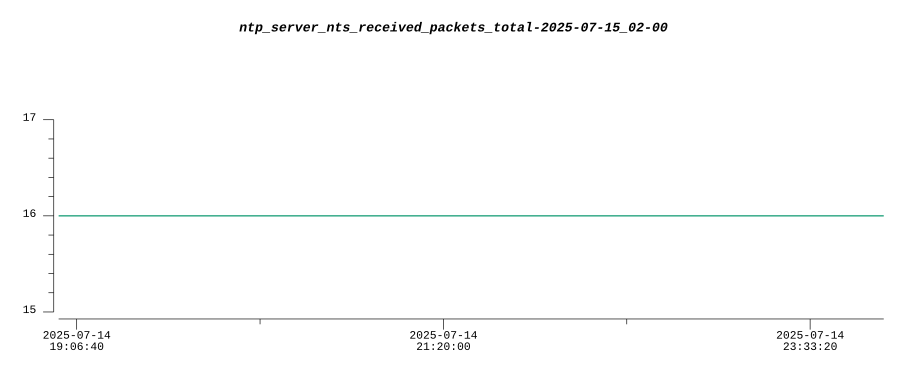 ntp_server_nts_received_packets_total-2025-07-15_02-00
17
16
15
2025-07-14 2025-07-14 2025-07-14
19:06:40 21:20:00 23:33:20